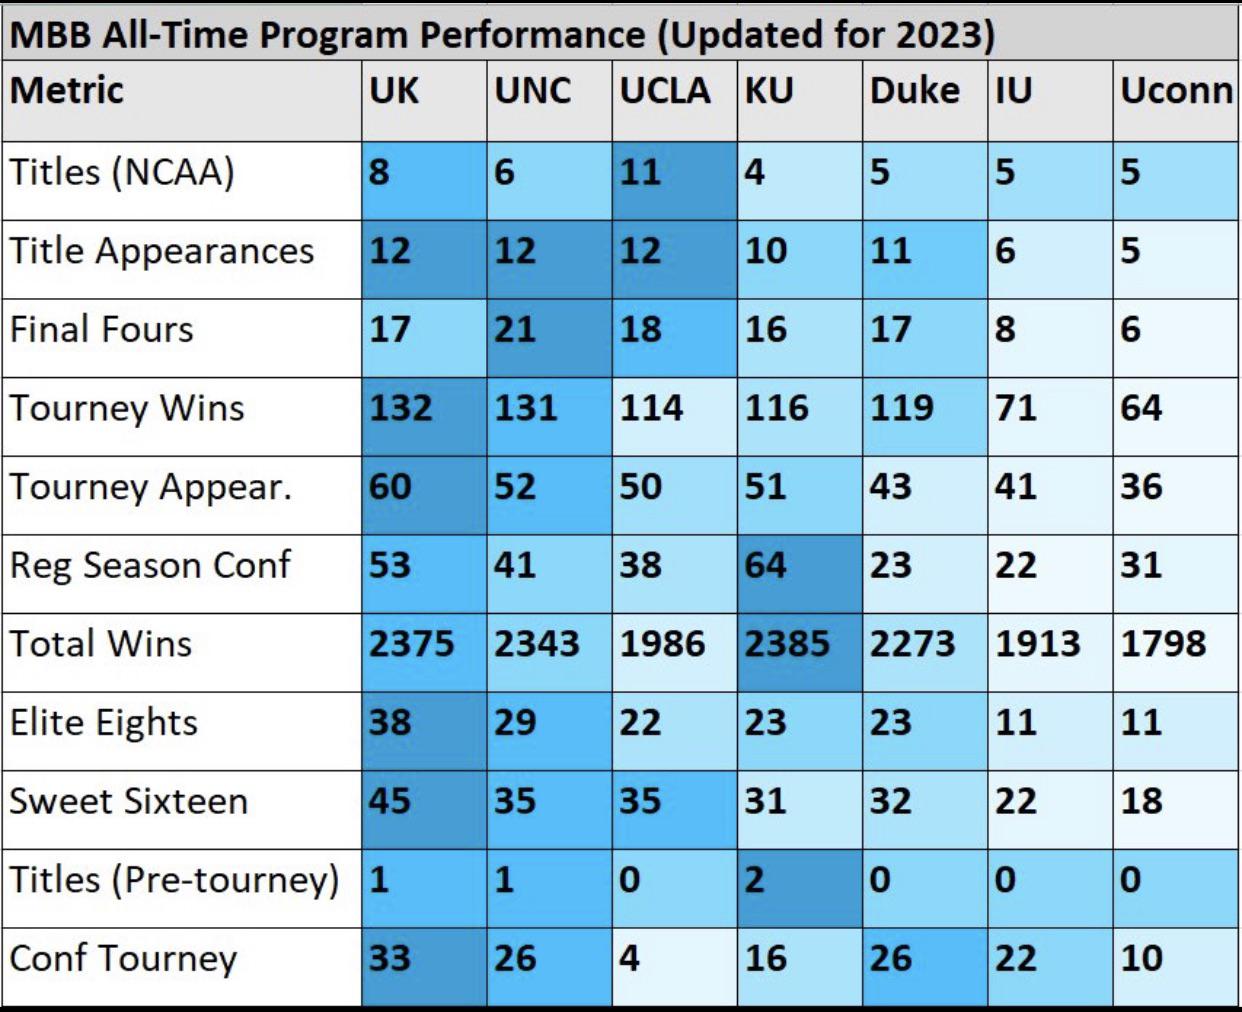 MBB All-Time Program Performance (Updated for 2023)
Metric UK UNC UCLA KU Duke IU Uconn
Titles (NCAA) 8 6 11 4 5 5 5
Title Appearances 12 12 12 10 11 6 5
Final Fours 17 21 18 16 17 8 6
Tourney Wins 132 131 114 116 119 71 64
Tourney Appear. 60 52 50 51 43 41 36
Reg Season Conf 53 41 38 64 23 22 31
Total Wins 2375 2343 1986 2385 2273 1913 1798
Elite Eights 38 29 22 23 23 11 11
Sweet Sixteen 45 35 35 31 32 22 18
Titles (Pre-tourney) 1 1 0 2 0 0 0
Conf Tourney 33 26 4 16 26 22 10